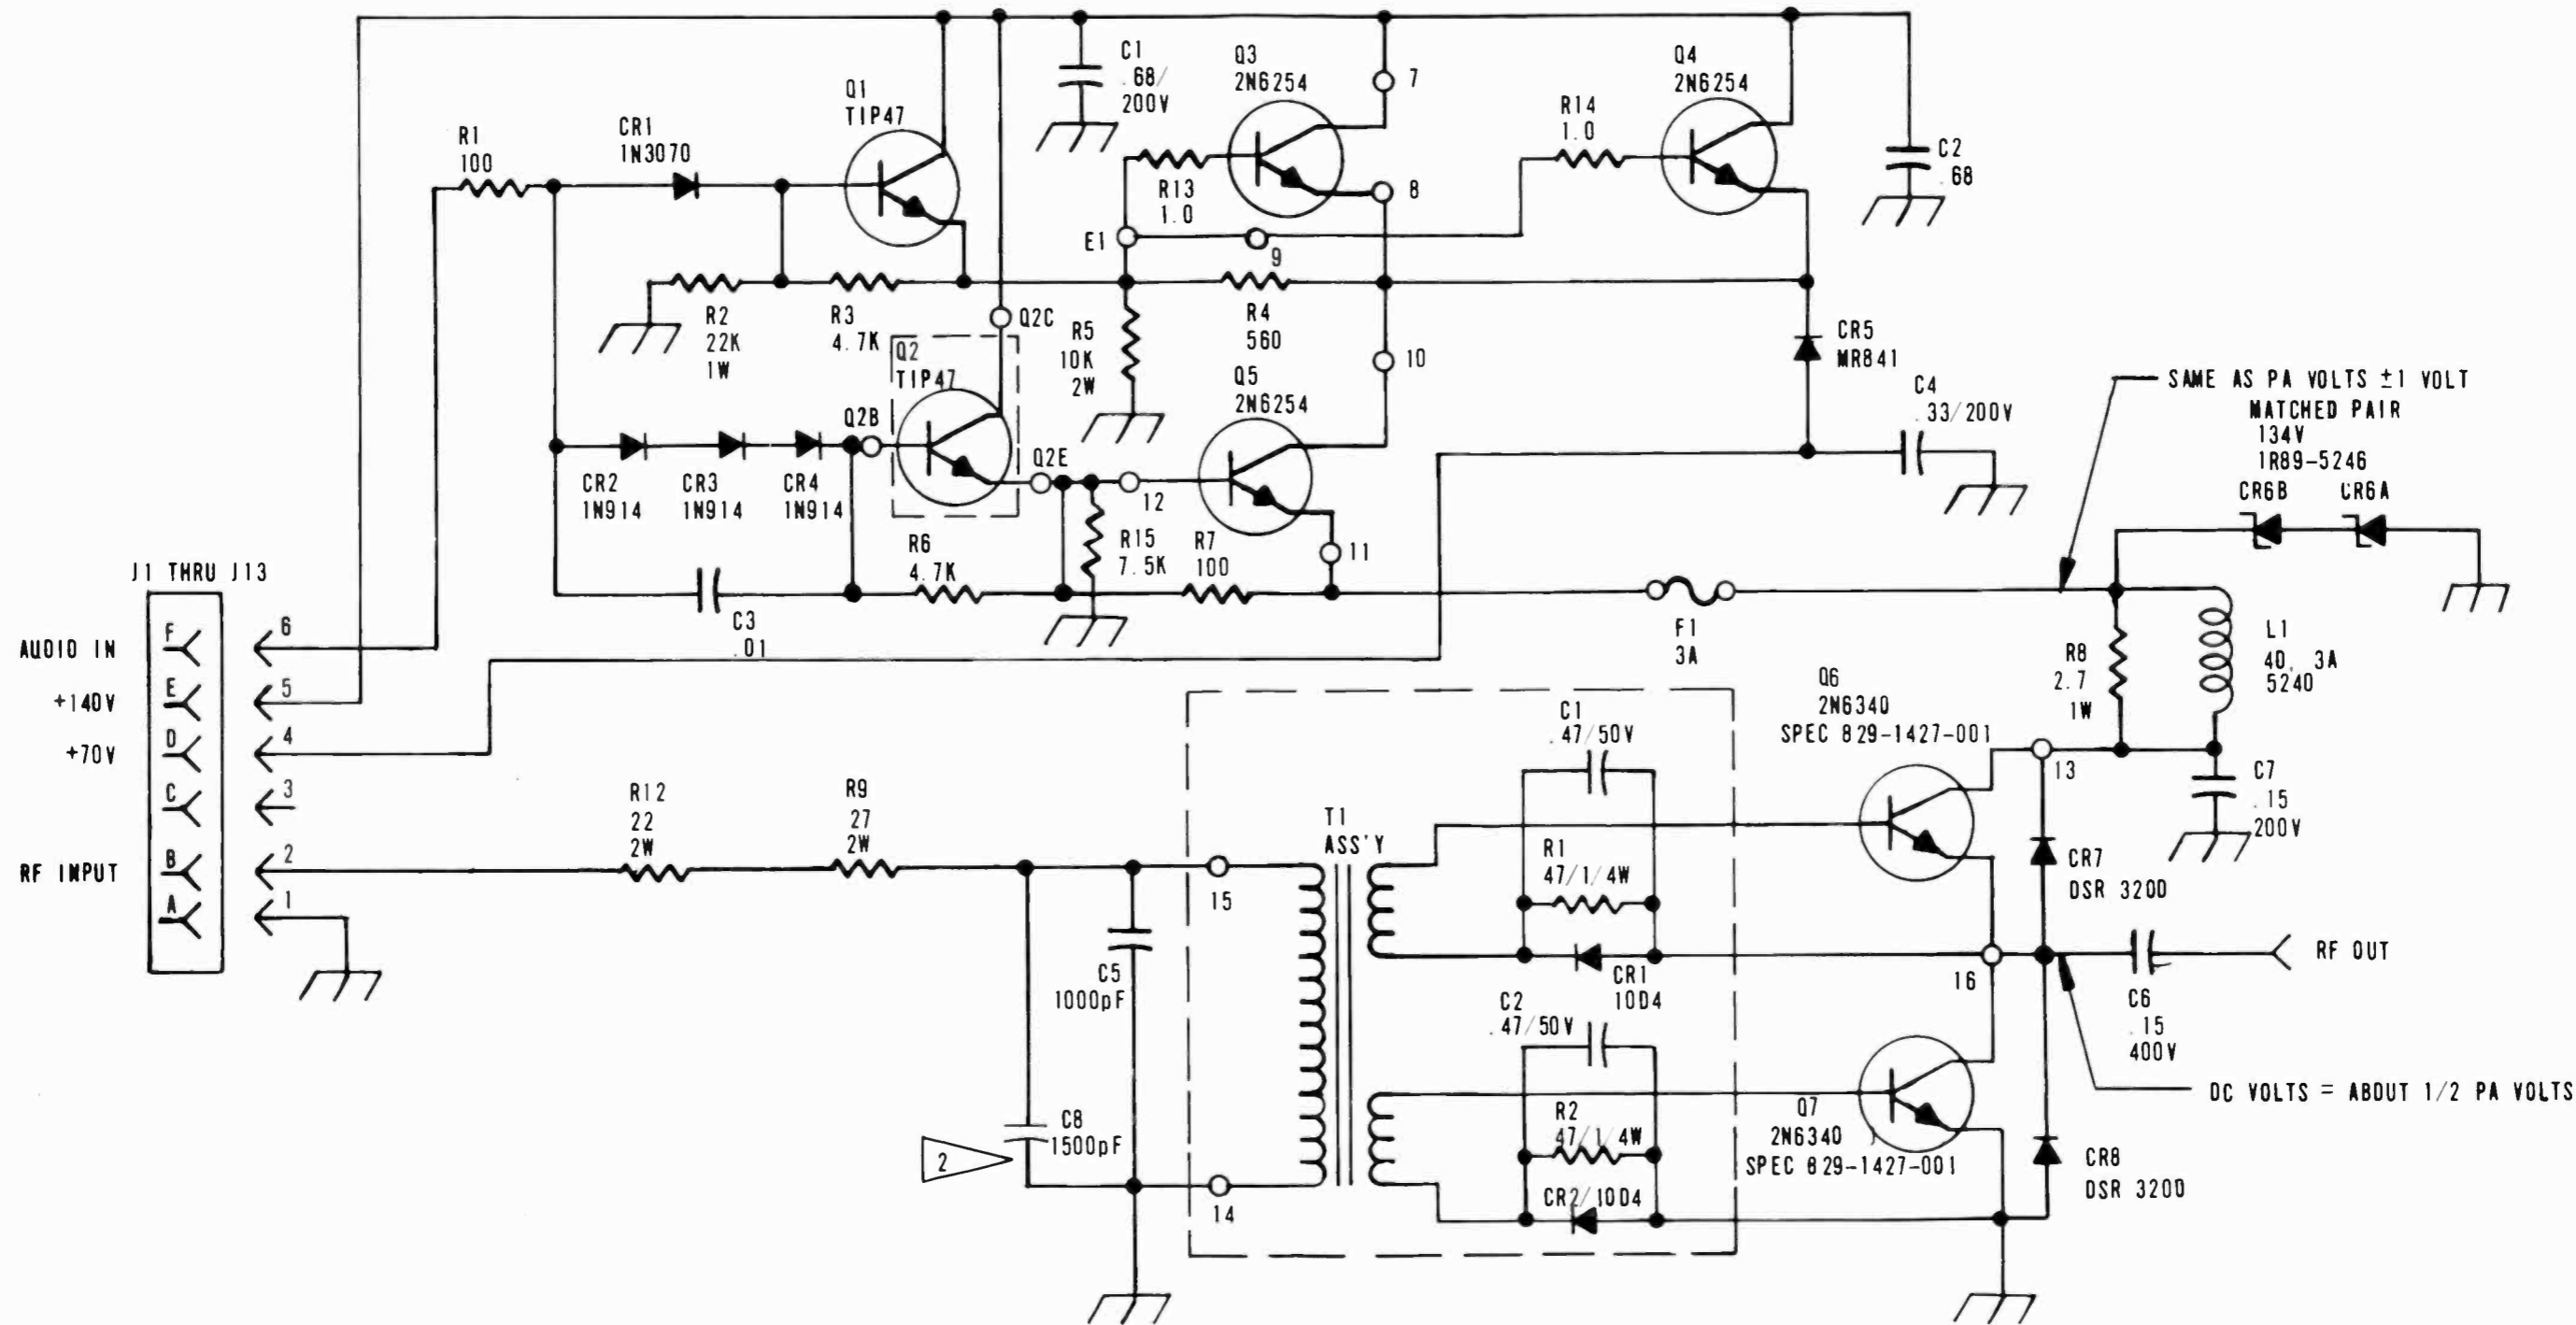 C1
.68/
200V
Q3
2N6254
7
Q4
2N6254
Q1
TIP47
R14
1.0
R1
100
CR1
1N3070
C2
.68
R13
1.0
8
E1
9
R2
22K
1W
R3
4.7K
Q2C
R5
10K
2W
R4
560
10
CR5
MR841
Q2
TIP47
Q5
2N6254
SAME AS PA VOLTS ±1 VOLT
MATCHED PAIR
134V
1R89-5246
CR6B
CR6A
C4
.33/200V
Q2B
Q2E
12
CR2
1N914
CR3
1N914
CR4
1N914
R6
4.7K
R15
7.5K
R7
100
11
C3
.01
F1
3A
J1 THRU J13
AUDIO IN
F
6
+140V
E
5
+70V
D
4
C
3
RF INPUT
B
2
A
1
R8
2.7
1W
L1
40, 3A
5240
Q6
2N6340
SPEC 829-1427-001
13
C7
.15
200V
R12
22
2W
R9
27
2W
C1
.47/50V
T1
ASS'Y
R1
47/1/4W
CR7
DSR 3200
15
C5
1000pF
CR1
10D4
16
C6
.15
400V
RF OUT
C2
.47/50V
DC VOLTS = ABOUT 1/2 PA VOLTS
C8
1500pF
2
R2
47/1/4W
Q7
2N6340
SPEC 829-1427-001
CR8
DSR 3200
14
CR2/10D4